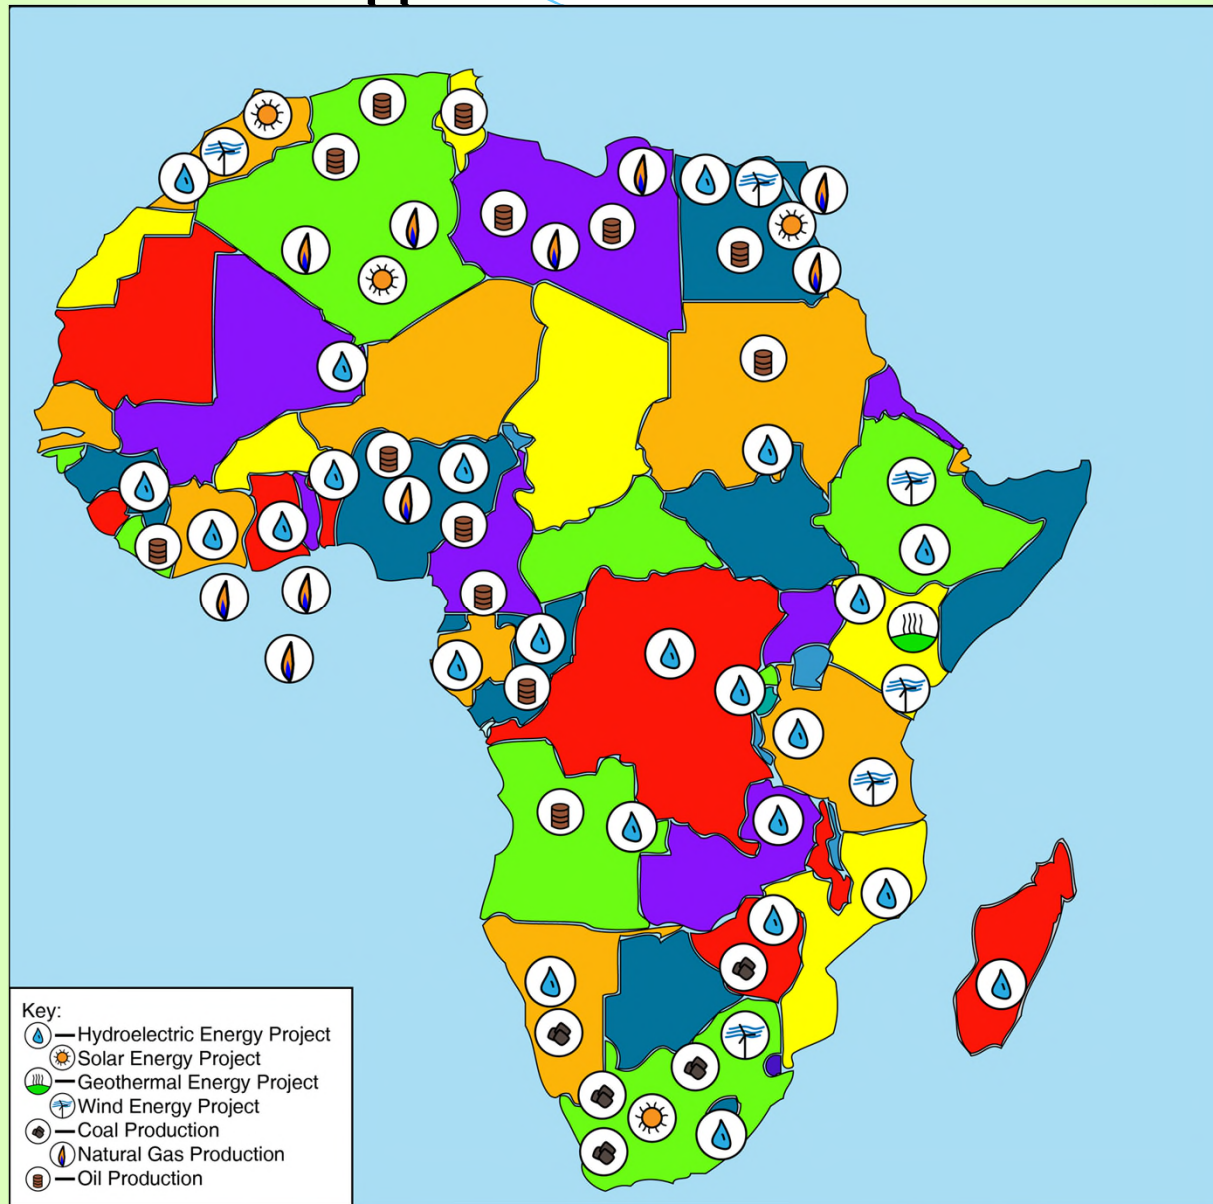 Key:
Hydroelectric Energy Project
Solar Energy Project
Geothermal Energy Project
Wind Energy Project
Coal Production
Natural Gas Production
Oil Production